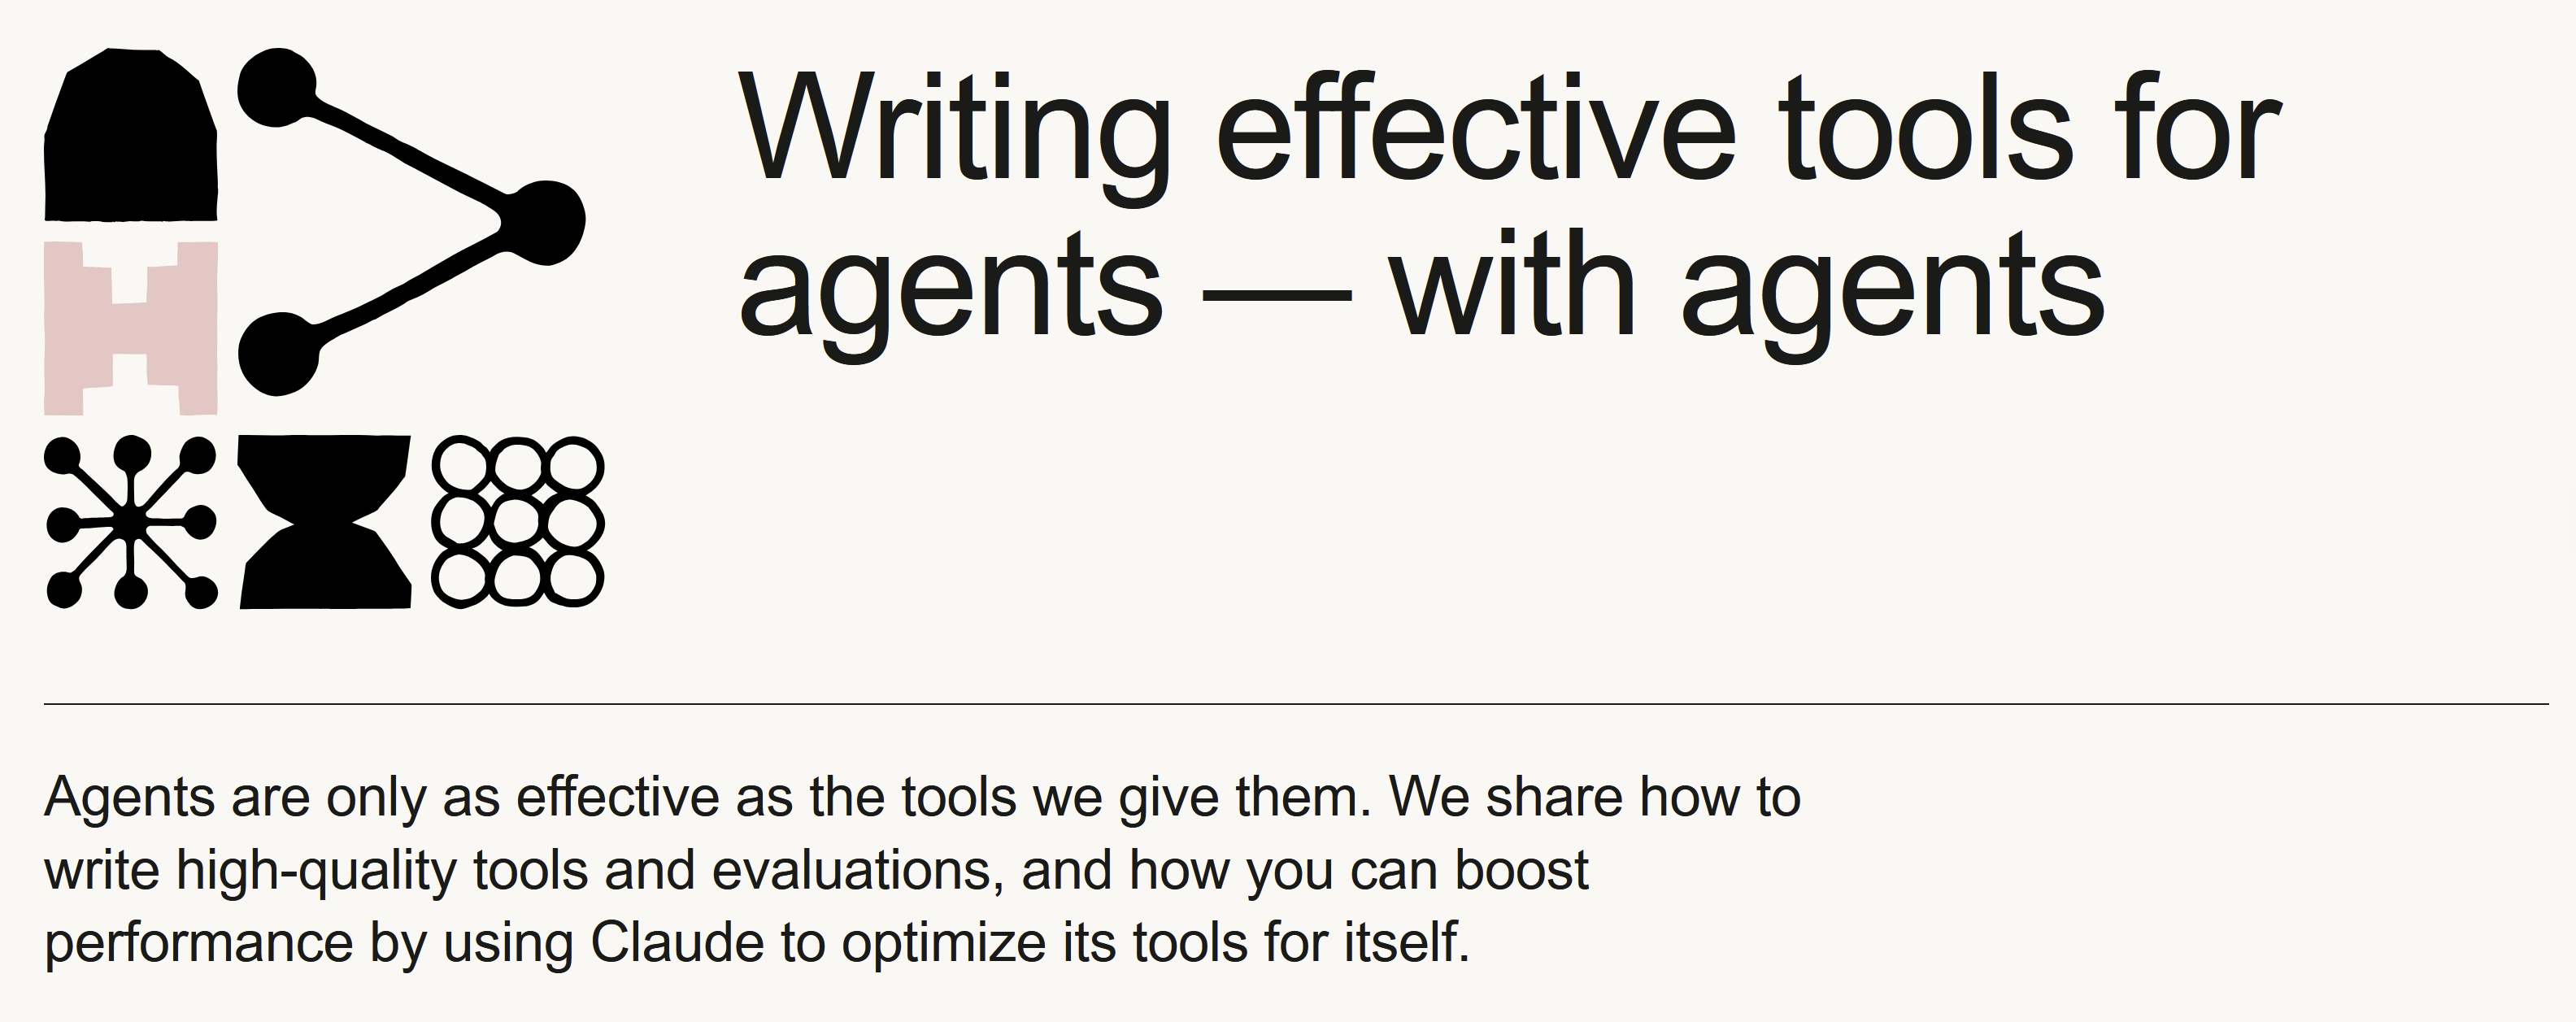 Writing effective tools for
agents — with agents
Agents are only as effective as the tools we give them. We share how to
write high-quality tools and evaluations, and how you can boost
performance by using Claude to optimize its tools for itself.